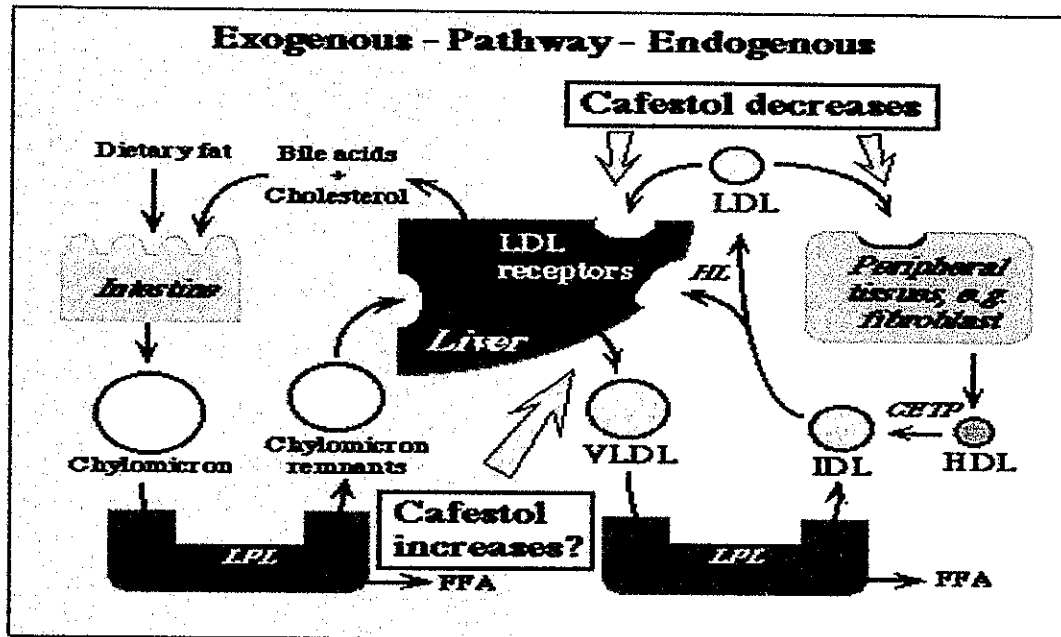 Exogenous - Pathway - Endogenous
Cafestol decreases
Dietary fat
Bile acids
+
Cholesterol
LDL
LDL
receptors
HL
Intestine
Peripheral
tissues, e.g.
fibroblast
Liver
Chylomicron
Chylomicron
remnants
VLDL
CETP
IDL
HDL
Cafestol
increases?
LPL
FFA
LPL
FFA